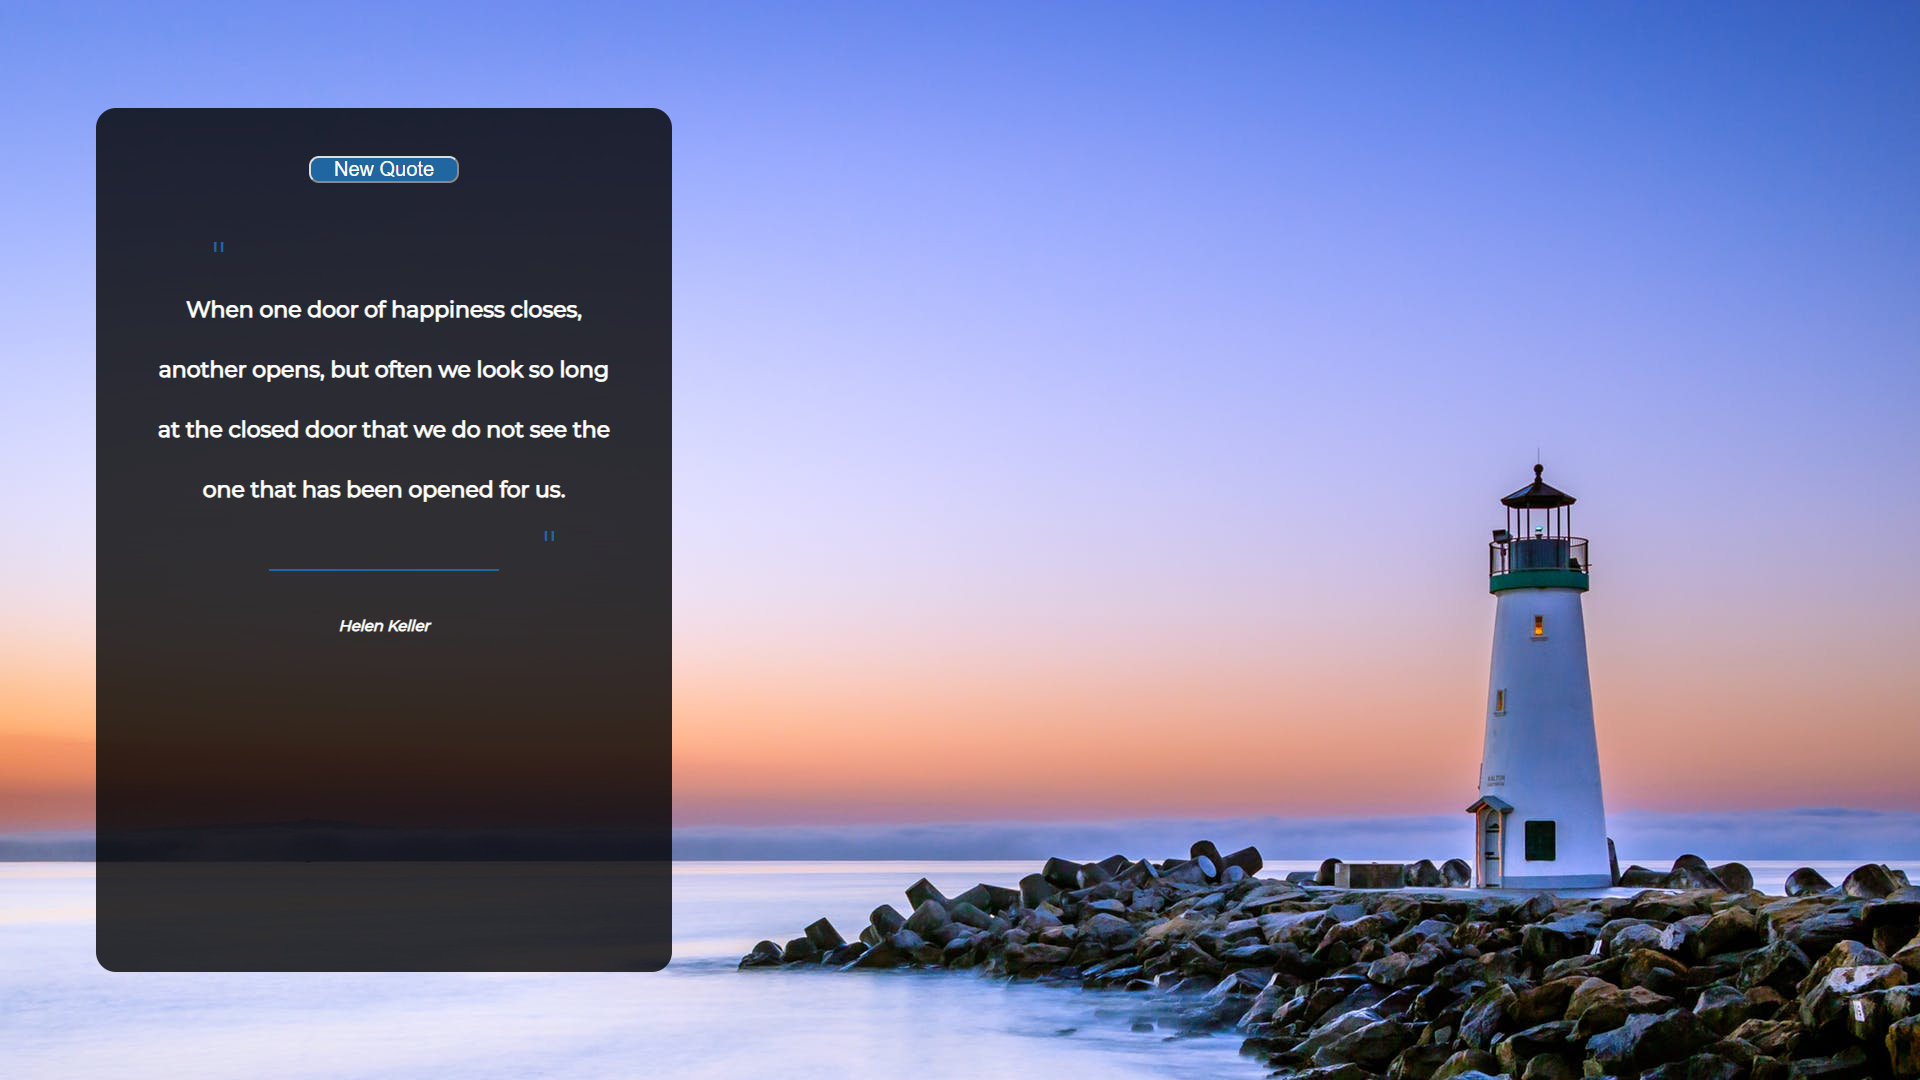 New Quote
"
When one door of happiness closes,
another opens, but often we look so long
at the closed door that we do not see the
one that has been opened for us.
"
Helen Keller